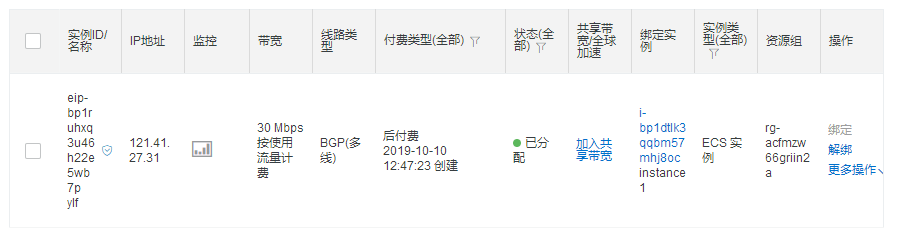 实例ID/
名称
IP地址
监控
带宽
线路类
型
付费类型(全部)
状态(全
部)
共享带
宽/全球
加速
绑定实
例
实例类
型(全部)
资源组
操作
eip-
bp1r
uhxq
3u46
h22e
5wb
7p
ylf
121.41.
27.31
30 Mbps
按使用
流量计
费
BGP(多
线)
后付费
2019-10-10
12:47:23 创建
已分
配
加入共
享带宽
i-
bp1dtlk3
qqbm57
mhj8oc
instance
1
ECS 实
例
rg-
acfmzw
66griin2
a
绑定
解绑
更多操作